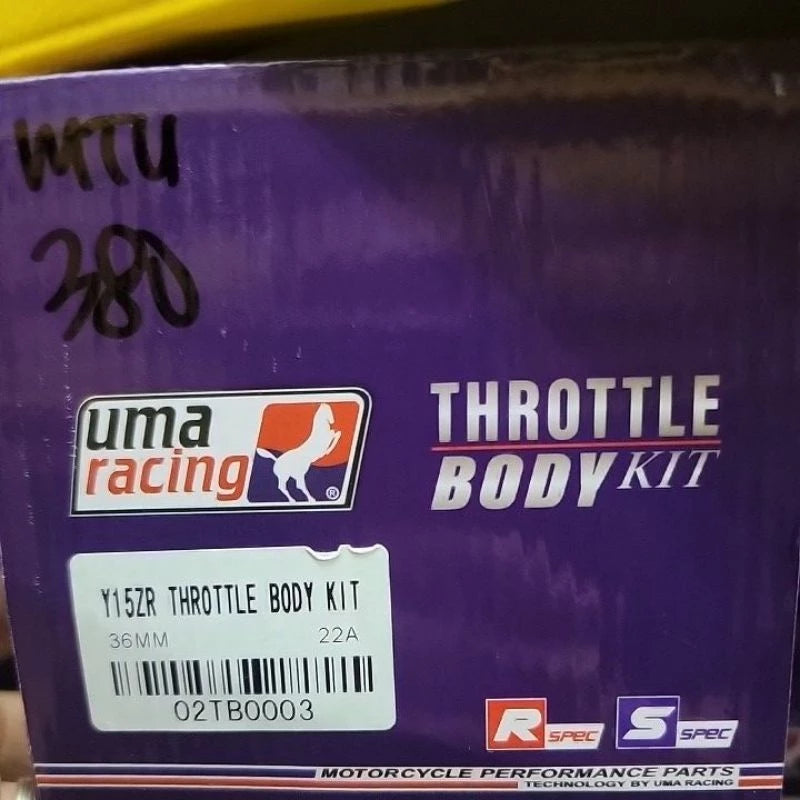 380
uma
racing
®
THROTTLE
BODY KIT
Y15ZR THROTTLE BODY KIT
36MM 22A
02TB0003
R SPEC S SPEC
MOTORCYCLE PERFORMANCE PARTS
TECHNOLOGY BY UMA RACING